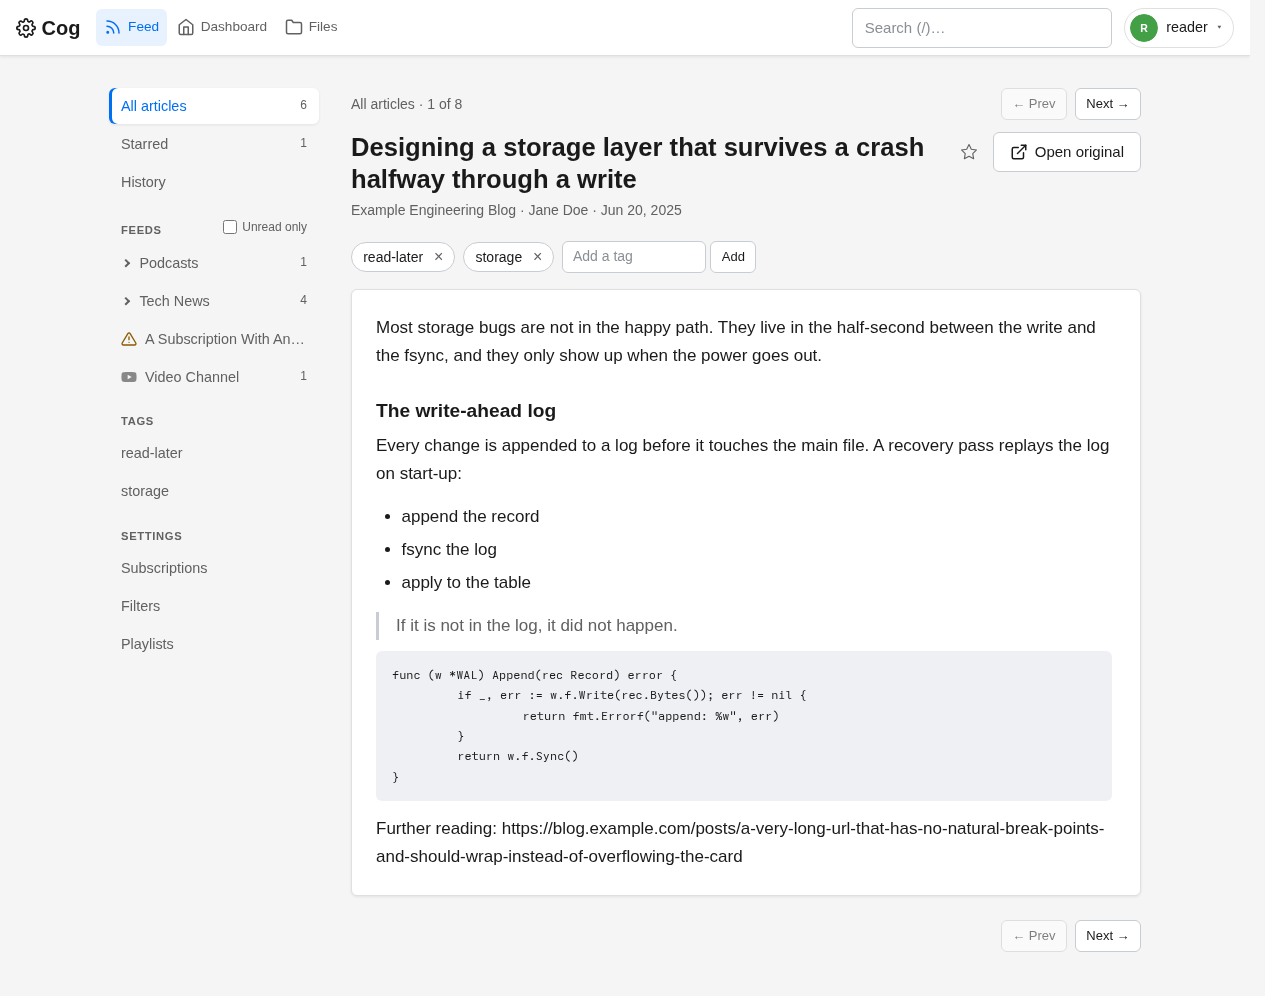 Cog
Feed
Dashboard
Files
Search (/)…
R
reader
All articles 6
Starred 1
History
FEEDS
Unread only
Podcasts 1
Tech News 4
A Subscription With An…
Video Channel 1
TAGS
read-later
storage
SETTINGS
Subscriptions
Filters
Playlists
All articles · 1 of 8
← Prev
Next →
Designing a storage layer that survives a crash
halfway through a write
Open original
Example Engineering Blog · Jane Doe · Jun 20, 2025
read-later ×
storage ×
Add a tag
Add
Most storage bugs are not in the happy path. They live in the half-second between the write and
the fsync, and they only show up when the power goes out.
The write-ahead log
Every change is appended to a log before it touches the main file. A recovery pass replays the log
on start-up:
• append the record
• fsync the log
• apply to the table
If it is not in the log, it did not happen.
func (w *WAL) Append(rec Record) error {
if _, err := w.f.Write(rec.Bytes()); err != nil {
return fmt.Errorf("append: %w", err)
}
return w.f.Sync()
}
Further reading: https://blog.example.com/posts/a-very-long-url-that-has-no-natural-break-points-
and-should-wrap-instead-of-overflowing-the-card
← Prev
Next →